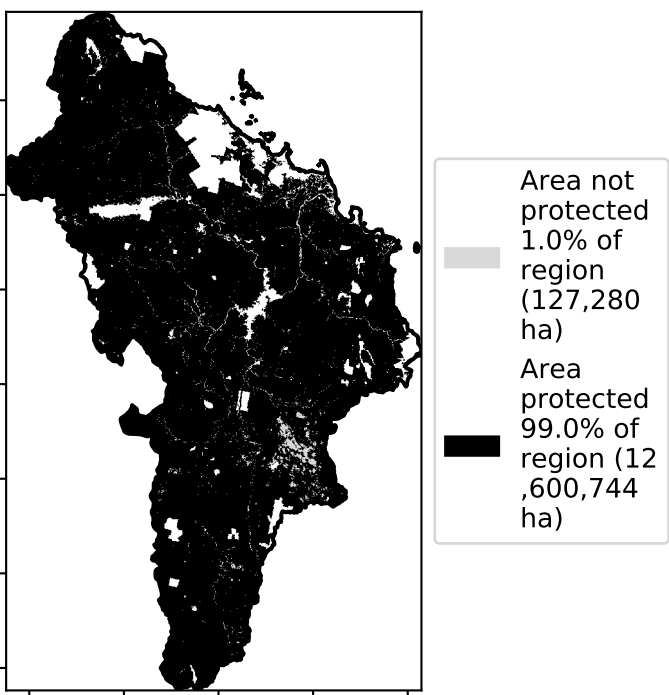 Area not
protected
1.0% of
region
(127,280
ha)
Area
protected
99.0% of
region (12
,600,744
ha)